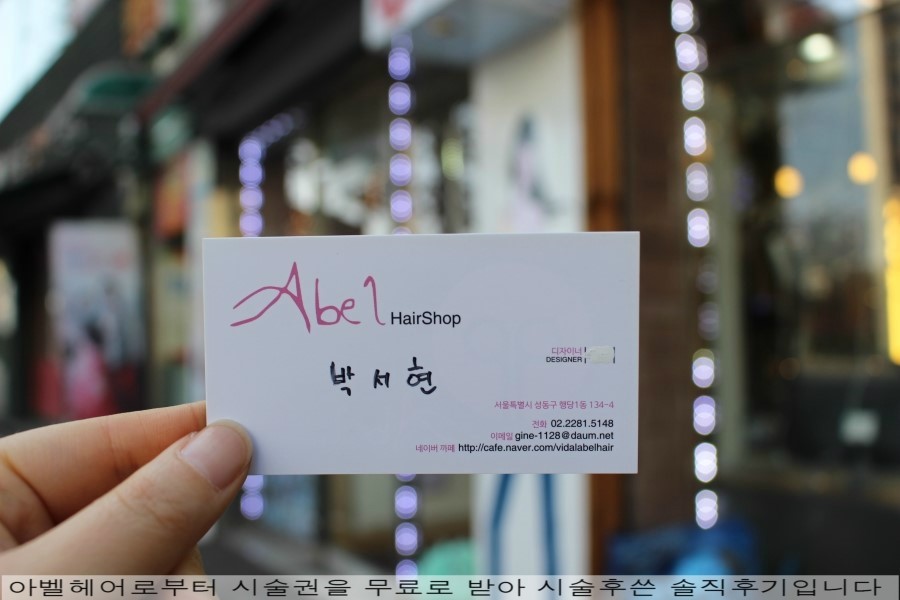 Abel HairShop
박서현
디자이너
DESIGNER
서울특별시 성동구 행당1동 134-4
전화 02.2281.5148
이메일 gine-1128@daum.net
네이버 까페 http://cafe.naver.com/vidalabelhair
아벨헤어로부터 시술권을 무료로 받아 시술후쓴 솔직후기입니다